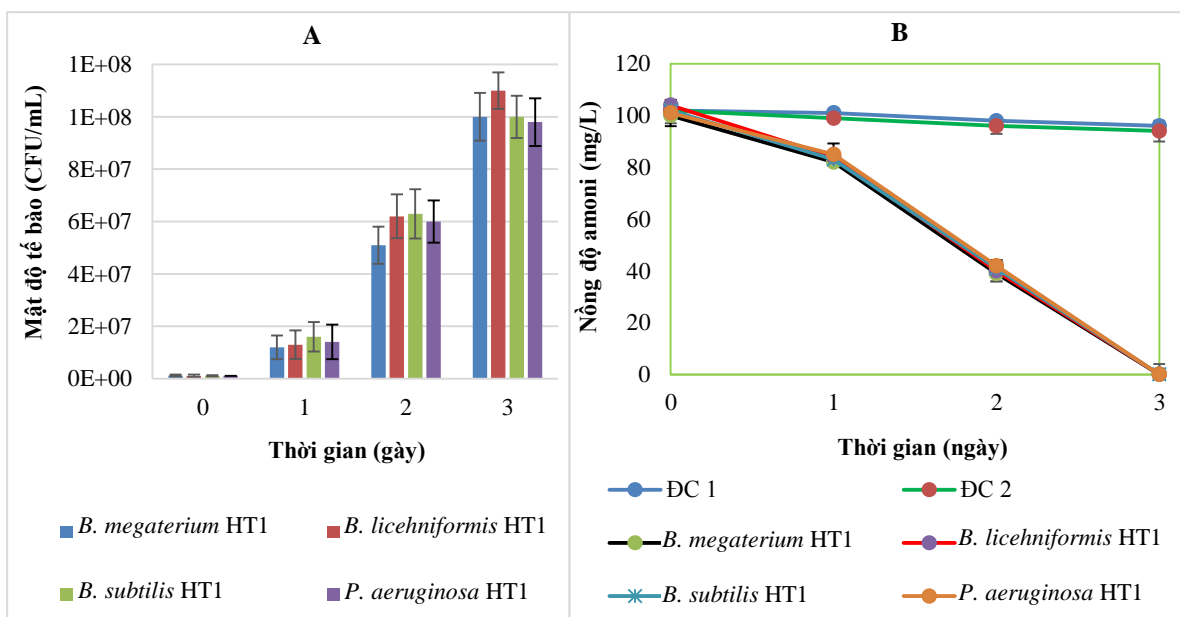 A
Mật độ tế bào (CFU/mL)
1E+08
1E+08
8E+07
6E+07
4E+07
2E+07
0E+00
0 1 2 3
Thời gian (gày)
B. megaterium HT1
B. licehniformis HT1
B. subtilis HT1
P. aeruginosa HT1
B
Nồng độ amoni (mg/L)
120
100
80
60
40
20
0
0 1 2 3
Thời gian (ngày)
ĐC 1
ĐC 2
B. megaterium HT1
B. licehniformis HT1
B. subtilis HT1
P. aeruginosa HT1